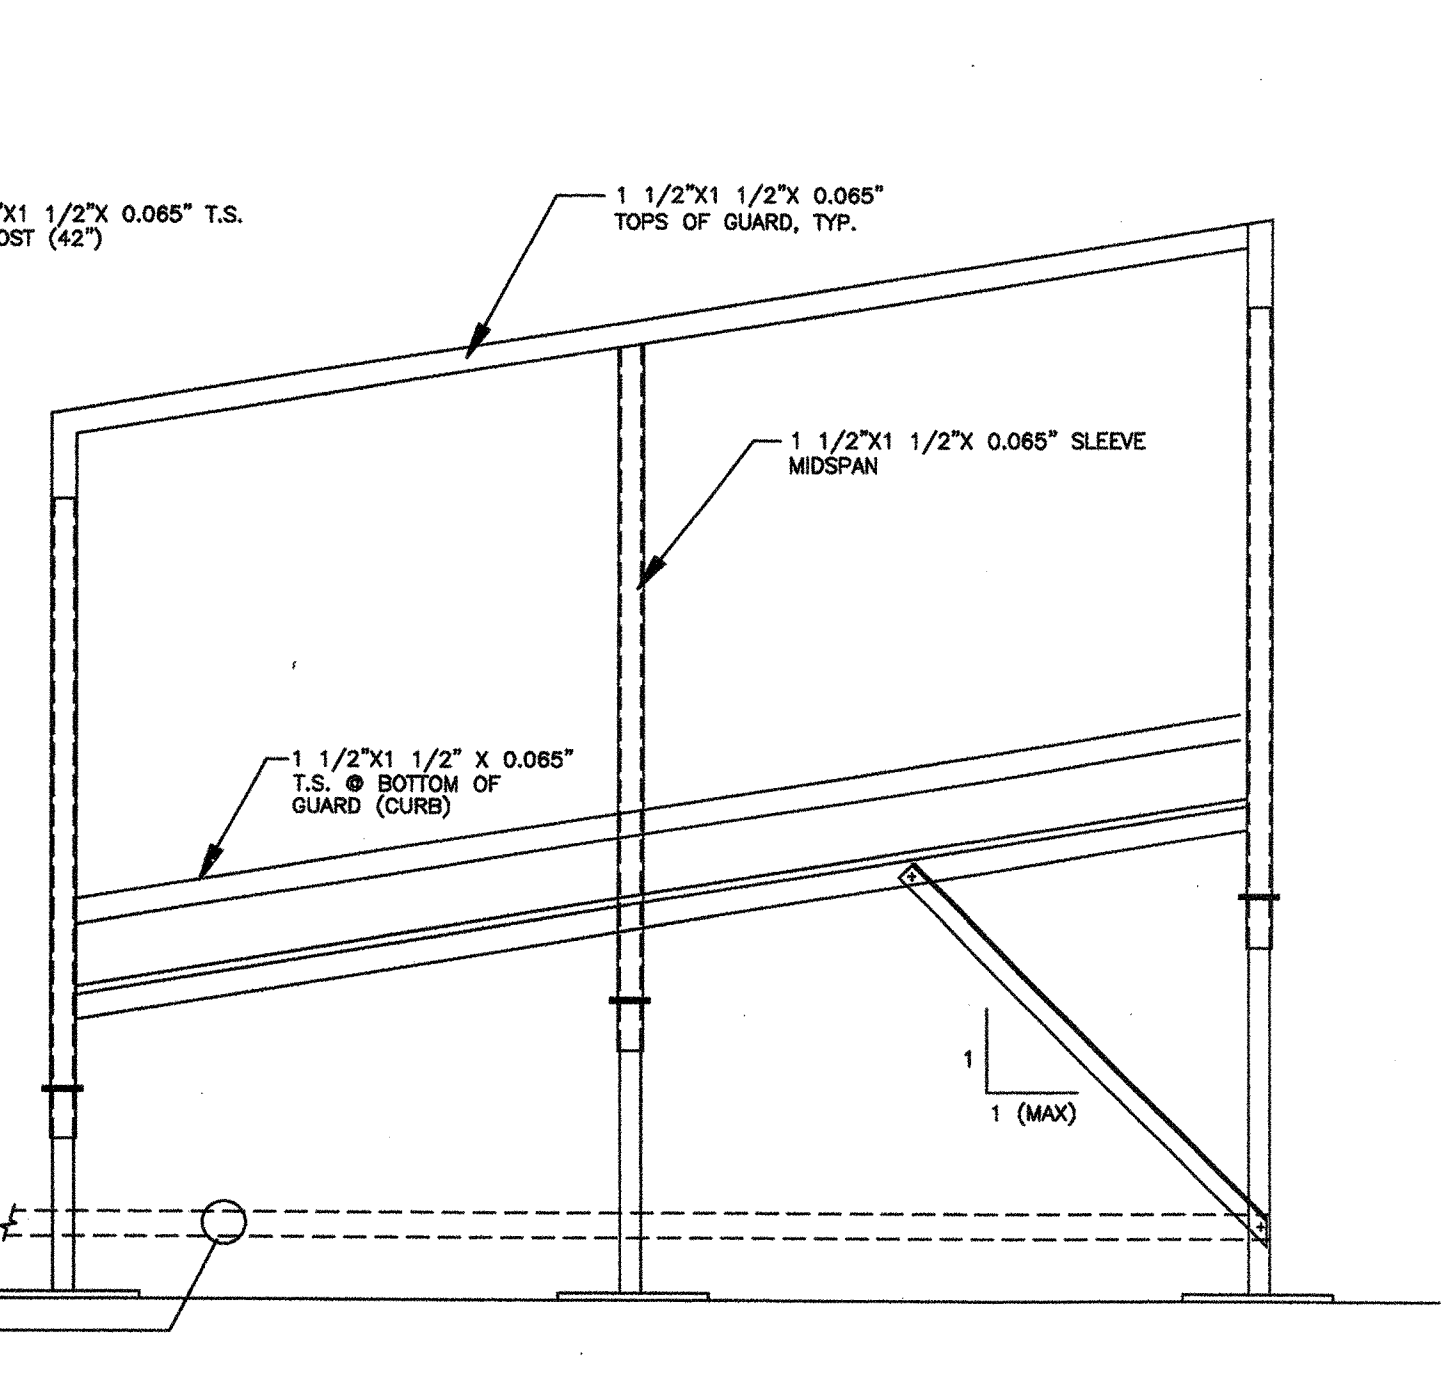 1 1/2"X1 1/2"X 0.065"
TOPS OF GUARD, TYP.
"X1 1/2"X 0.065" T.S.
OST (42")
1 1/2"X1 1/2"X 0.065" SLEEVE
MIDSPAN
1 1/2"X1 1/2" X 0.065"
T.S. @ BOTTOM OF
GUARD (CURB)
1
1 (MAX)